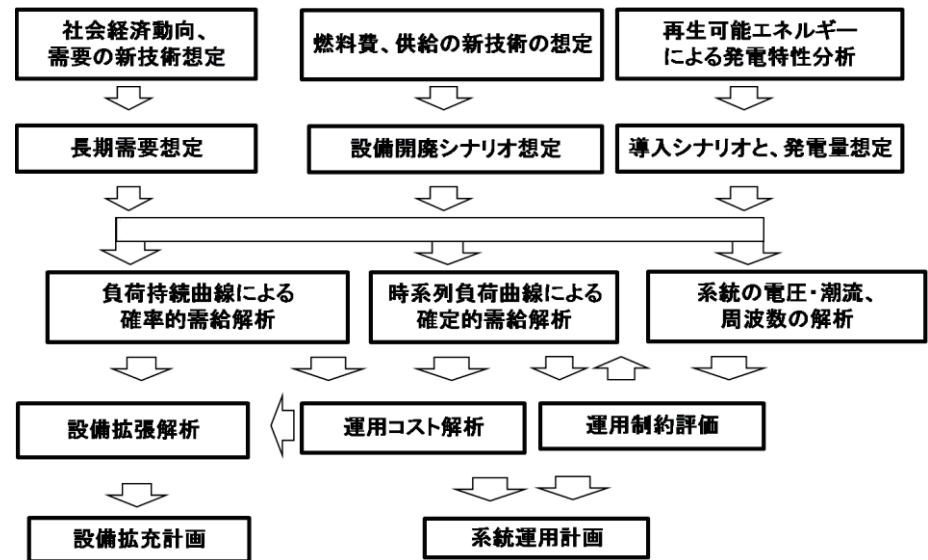 社会経済動向、
需要の新技術想定
燃料費、供給の新技術の想定
再生可能エネルギー
による発電特性分析
長期需要想定
設備開廃シナリオ想定
導入シナリオと、発電量想定
負荷持続曲線による
確率的需給解析
時系列負荷曲線による
確定的需給解析
系統の電圧・潮流、
周波数の解析
設備拡張解析
運用コスト解析
運用制約評価
設備拡充計画
系統運用計画